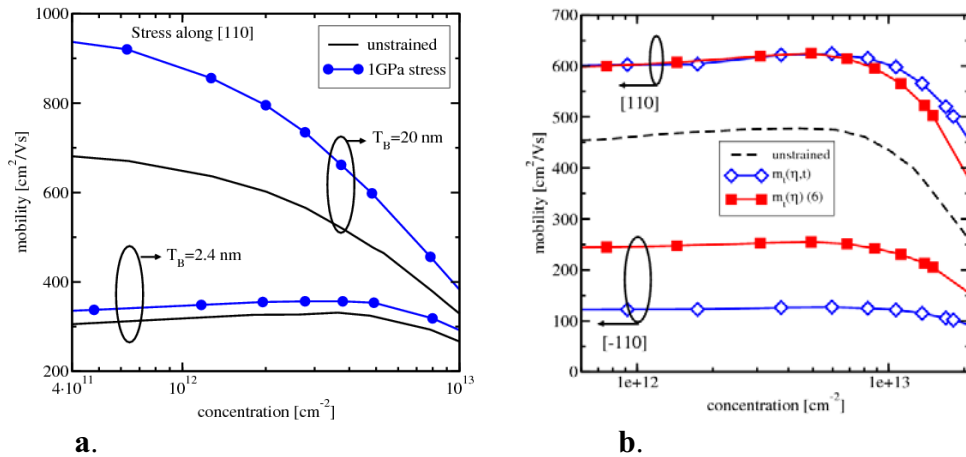 Stress along [110]
unstrained
1GPa stress
T_B=20 nm
T_B=2.4 nm
mobility [cm²/Vs]
1000
800
600
400
200
4·10¹¹
10¹²
10¹³
concentration [cm⁻²]
a.
[110]
unstrained
m_t(η,t)
m_t(η) (6)
[-110]
mobility [cm²/Vs]
700
600
500
400
300
250
200
100
0
1e+12
1e+13
concentration [cm⁻²]
b.